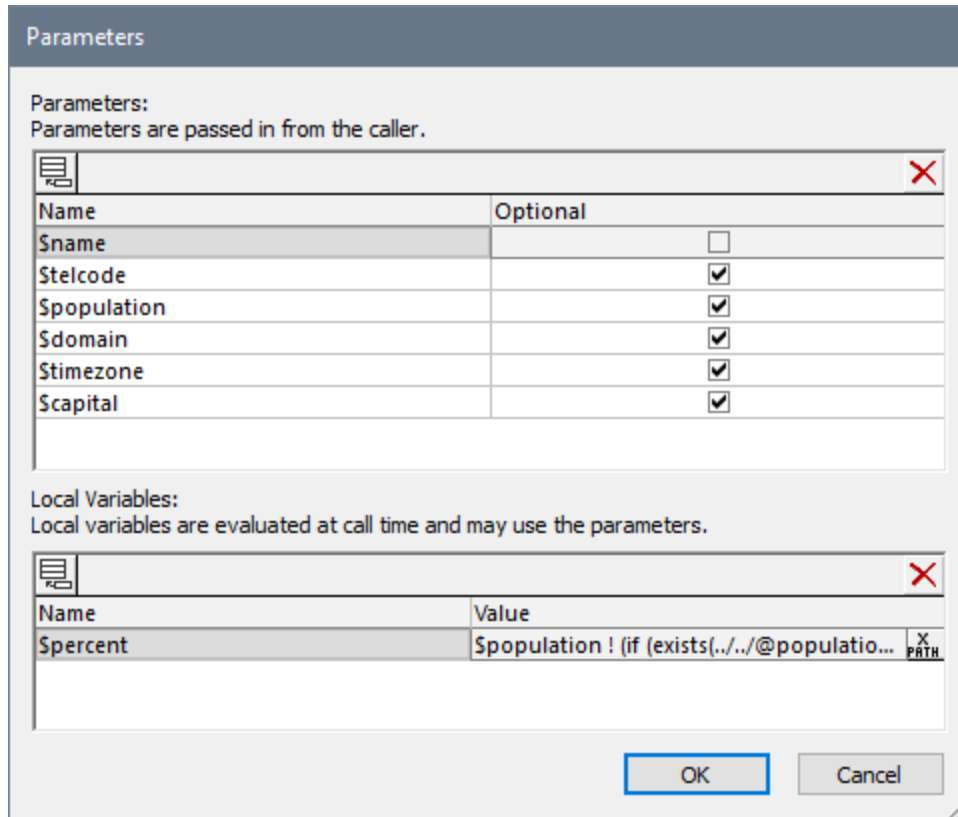 Parameters
Parameters:
Parameters are passed in from the caller.
Name Optional
$name
$telcode
$population
$domain
$timezone
$capital
Local Variables:
Local variables are evaluated at call time and may use the parameters.
Name Value
$percent $population ! (if (exists(../../@populatio... X PATH
OK Cancel